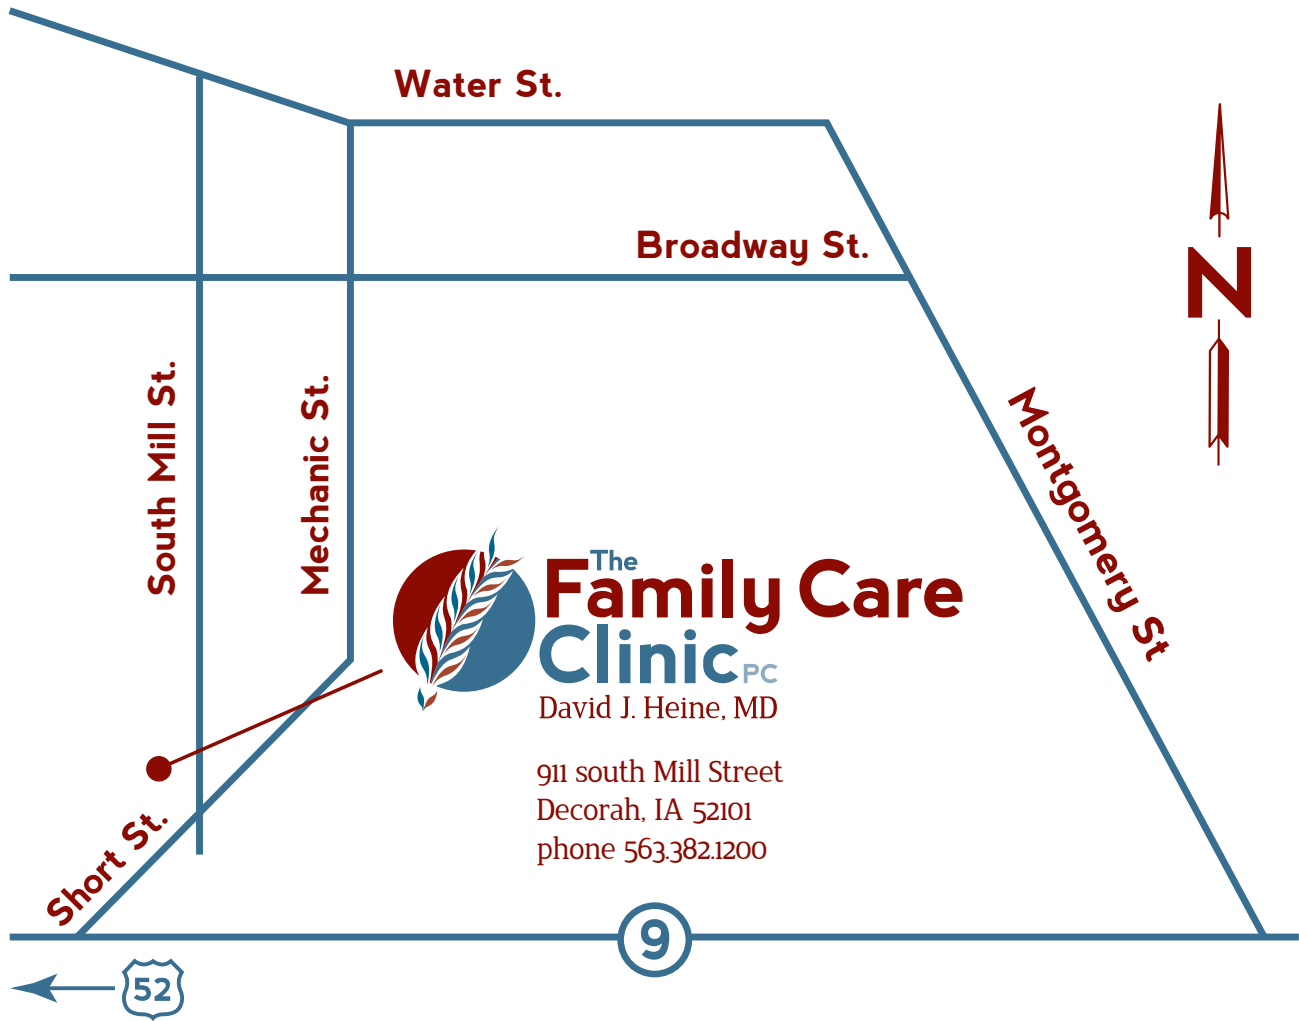 Water St.
Broadway St.
N
South Mill St.
Mechanic St.
Montgomery St
The
Family Care
Clinic PC
David J. Heine, MD
911 south Mill Street
Decorah, IA 52101
phone 563.382.1200
Short St.
9
52